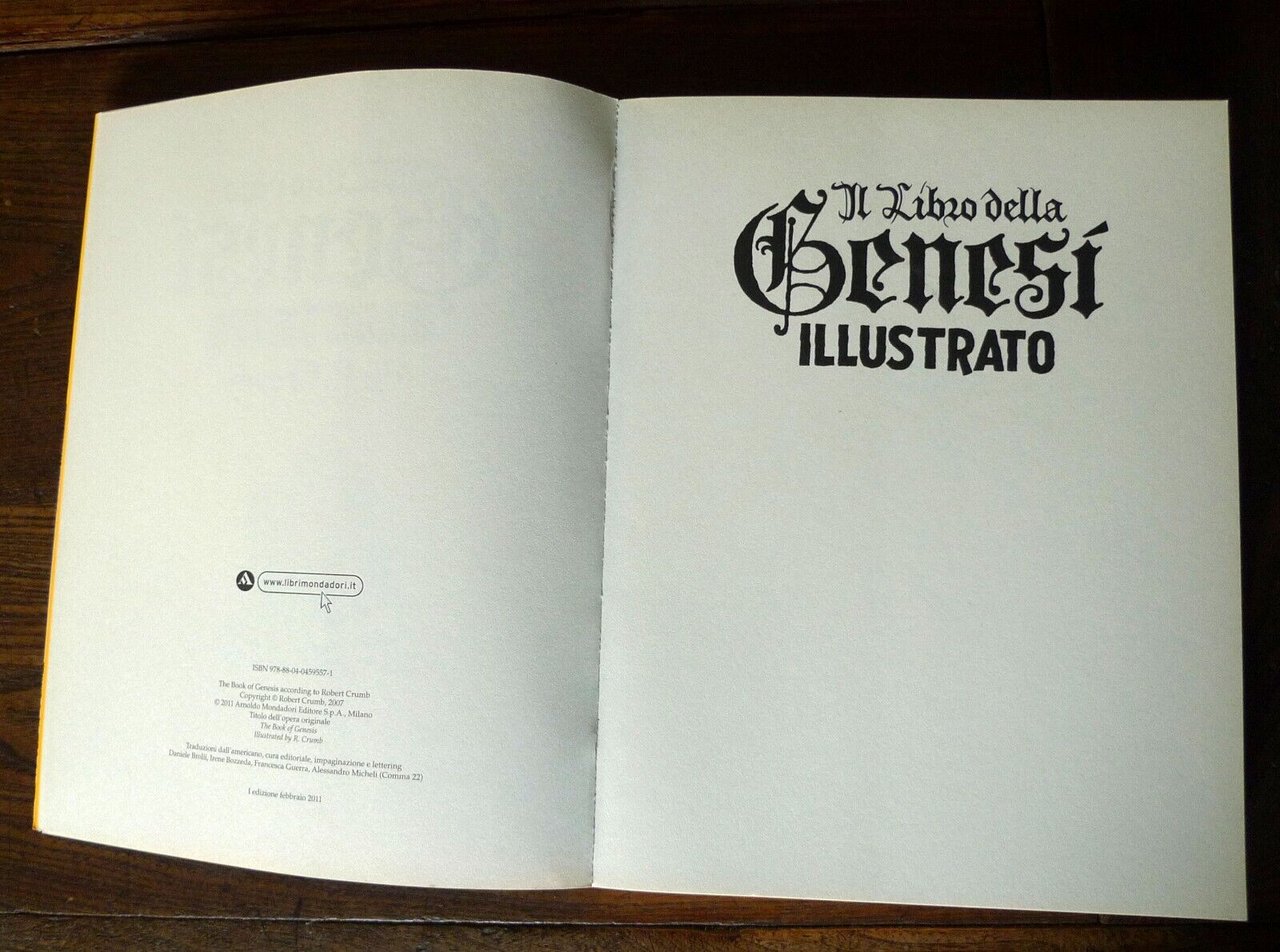 www.librimondadori.it
ISBN 978-88-04-0459557-1
The Book of Genesis according to Robert Crumb
Copyright © Robert Crumb, 2007
© 2011 Arnoldo Mondadori Editore S.p.A., Milano
Titolo dell'opera originale
The Book of Genesis
Illustrated by R. Crumb
Traduzioni dall'americano, cura editoriale, impaginazione e lettering
Daniele Brolli, Irene Bozzeda, Francesca Guerra, Alessandro Micheli (Comma 22)
I edizione febbraio 2011
Il Libro della
Genesí
ILLUSTRATO